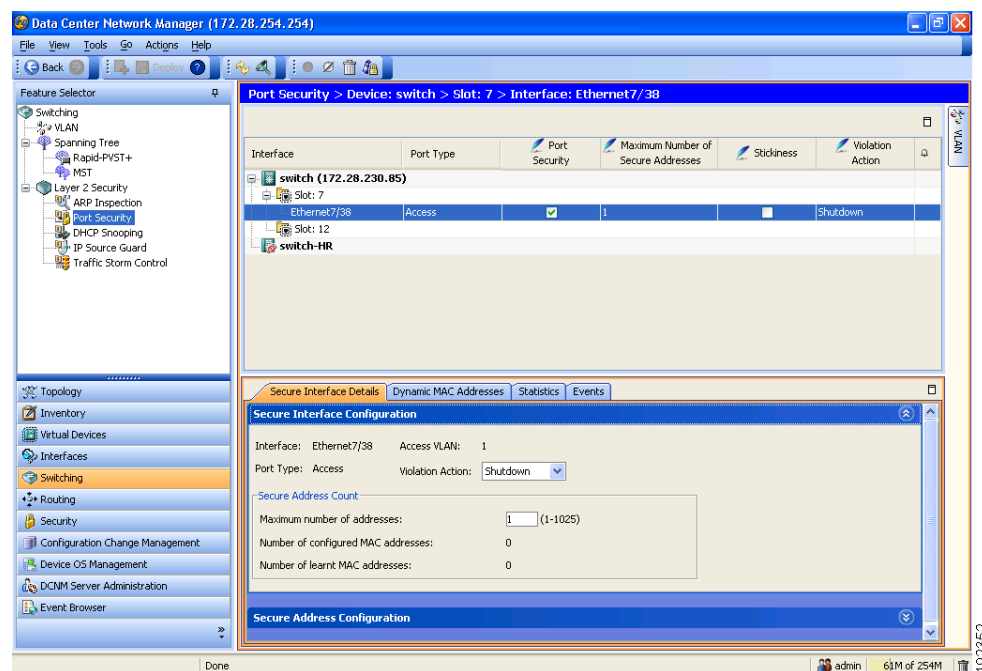 Data Center Network Manager (172.28.254.254)
File View Tools Go Actions Help
Back Deploy
Feature Selector
Switching
VLAN
Spanning Tree
Rapid-PVST+
MST
Layer 2 Security
ARP Inspection
Port Security
DHCP Snooping
IP Source Guard
Traffic Storm Control
Topology
Inventory
Virtual Devices
Interfaces
Switching
Routing
Security
Configuration Change Management
Device OS Management
DCNM Server Administration
Event Browser
Port Security > Device: switch > Slot: 7 > Interface: Ethernet7/38
Interface Port Type Port Security Maximum Number of Secure Addresses Stickiness Violation Action
switch (172.28.230.85)
Slot: 7
Ethernet7/38 Access 1 Shutdown
Slot: 12
switch-HR
VLAN
Secure Interface Details Dynamic MAC Addresses Statistics Events
Secure Interface Configuration
Interface: Ethernet7/38 Access VLAN: 1
Port Type: Access Violation Action: Shutdown
Secure Address Count
Maximum number of addresses: 1 (1-1025)
Number of configured MAC addresses: 0
Number of learnt MAC addresses: 0
Secure Address Configuration
Done admin 61M of 254M
192352